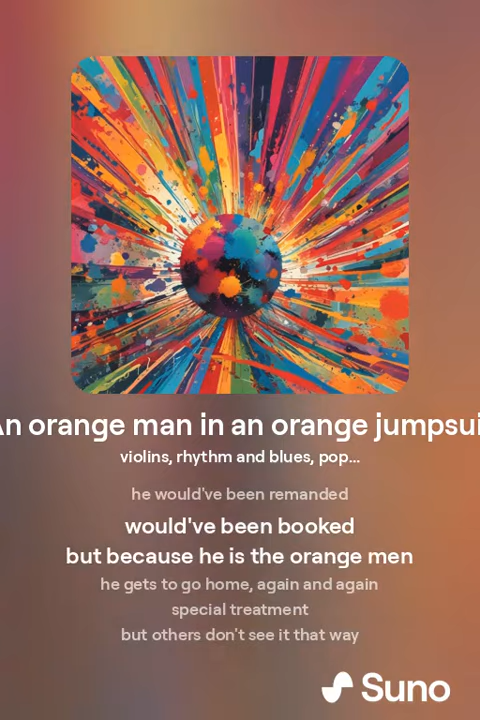 An orange man in an orange jumpsui
violins, rhythm and blues, pop...
he would've been remanded
would've been booked
but because he is the orange men
he gets to go home, again and again
special treatment
but others don't see it that way
Suno